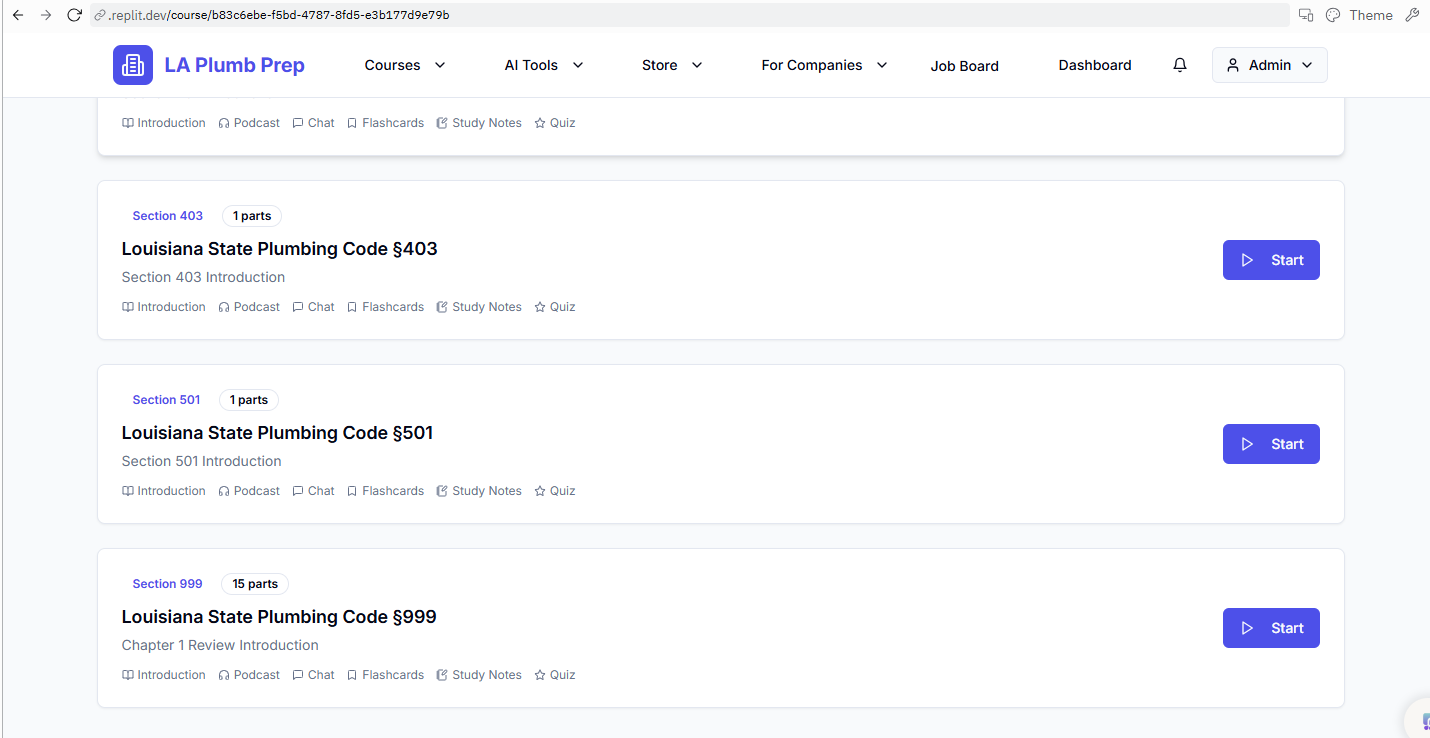 .replit.dev/course/b83c6ebe-f5bd-4787-8fd5-e3b177d9e79b
Theme
LA Plumb Prep Courses AI Tools Store For Companies Job Board Dashboard Admin
Introduction Podcast Chat Flashcards Study Notes Quiz
Section 403 1 parts
Louisiana State Plumbing Code §403
Section 403 Introduction
Start
Introduction Podcast Chat Flashcards Study Notes Quiz
Section 501 1 parts
Louisiana State Plumbing Code §501
Section 501 Introduction
Start
Introduction Podcast Chat Flashcards Study Notes Quiz
Section 999 15 parts
Louisiana State Plumbing Code §999
Chapter 1 Review Introduction
Start
Introduction Podcast Chat Flashcards Study Notes Quiz